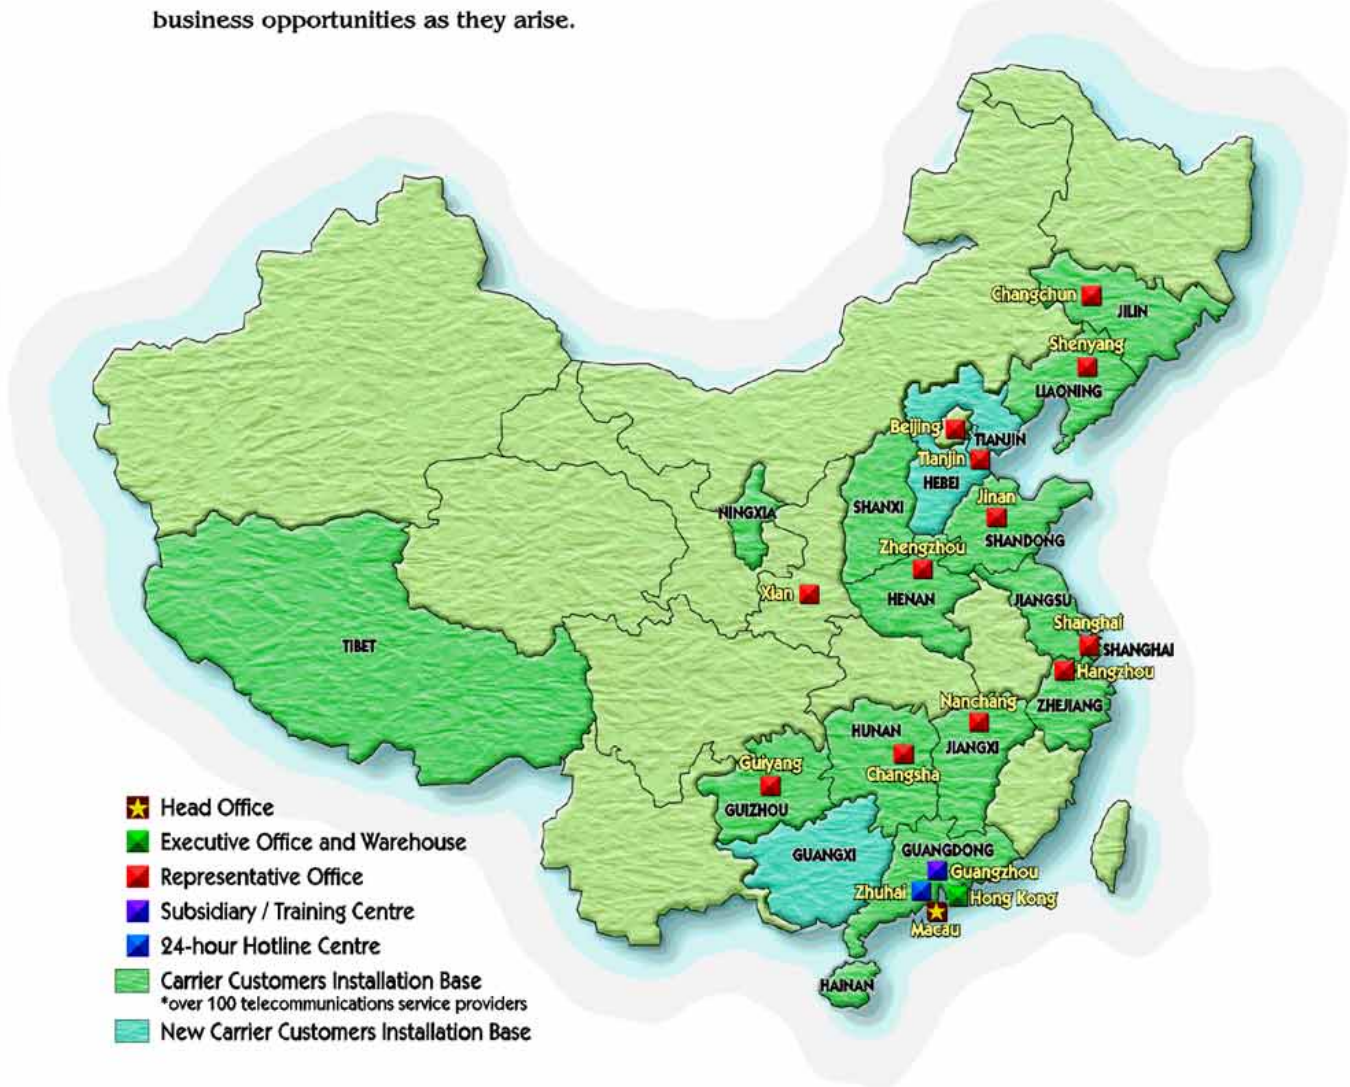 business opportunities as they arise.
Changchun
JILIN
Shenyang
LIAONING
Beijing
TIANJIN
Tianjin
HEBEI
Jinan
SHANXI
NINGXIA
SHANDONG
Zhengzhou
Xian
HENAN
JIANGSU
Shanghai
SHANGHAI
TIBET
Hangzhou
Nanchang
ZHEJIANG
HUNAN
JIANGXI
Guiyang
Changsha
GUIZHOU
GUANGXI
GUANGDONG
Guangzhou
Zhuhai
Hong Kong
Macau
HAINAN
Head Office
Executive Office and Warehouse
Representative Office
Subsidiary / Training Centre
24-hour Hotline Centre
Carrier Customers Installation Base
*over 100 telecommunications service providers
New Carrier Customers Installation Base